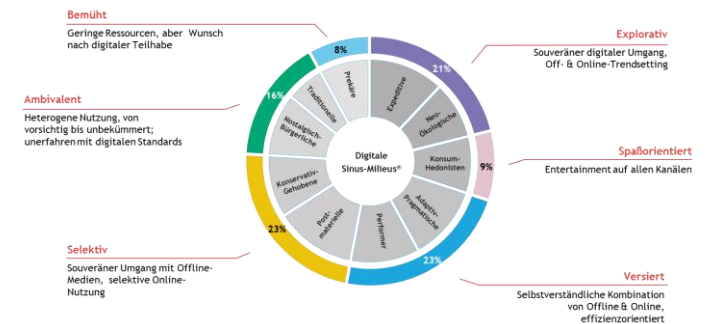 Bemüht
Geringe Ressourcen, aber Wunsch
nach digitaler Teilhabe
Explorativ
Souveräner digitaler Umgang,
Off- & Online-Trendsetting
Ambivalent
Heterogene Nutzung, von
vorsichtig bis unbekümmert;
unerfahren mit digitalen Standards
Spaßorientiert
Entertainment auf allen Kanälen
Selektiv
Souveräner Umgang mit Offline-
Medien, selektive Online-
Nutzung
Versiert
Selbstverständliche Kombination
von Offline & Online,
effizienzorientiert
8%
21%
9%
23%
23%
16%
Prekäre
Expeditive
Neo-
Ökologische
Konsum-
Hedonisten
Adaptiv-
Pragmatische
Performer
Post-
materielle
Konservativ-
Gehobene
Nostalgisch-
Bürgerliche
Traditionelle
Digitale
Sinus-Milieus®